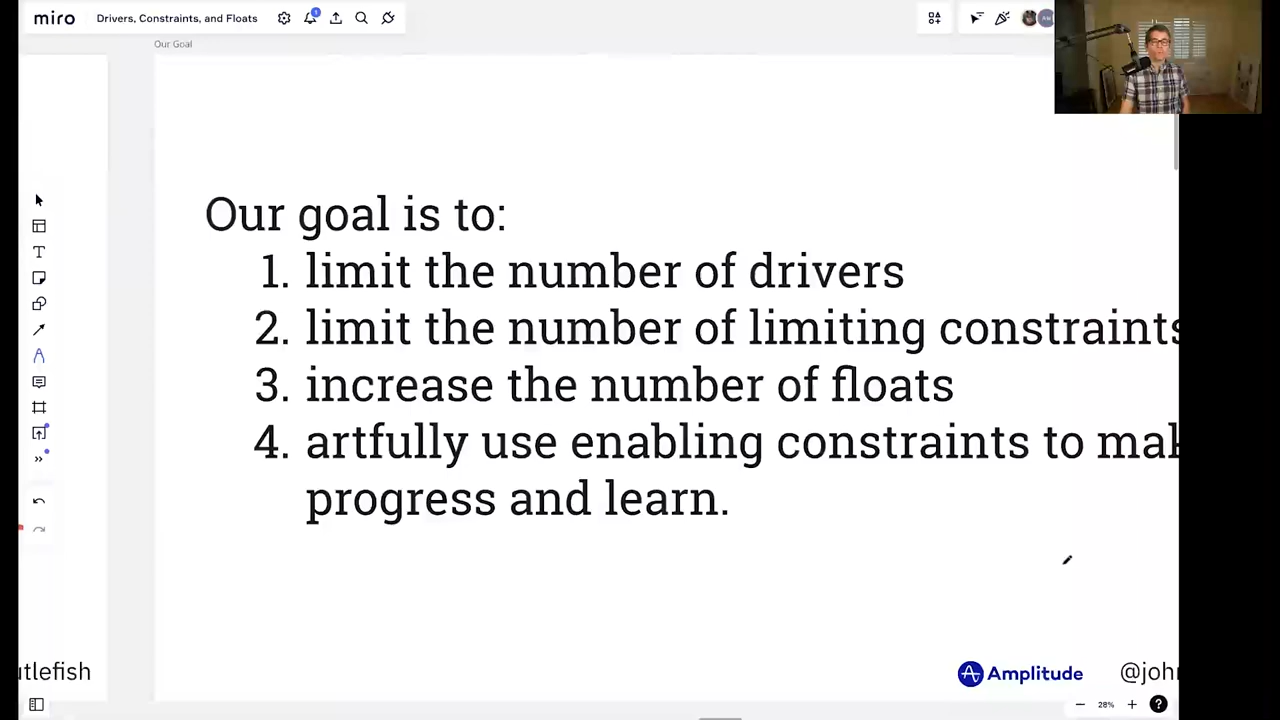 miro
Drivers, Constraints, and Floats
Our Goal
Our goal is to:
1. limit the number of drivers
2. limit the number of limiting constraints
3. increase the number of floats
4. artfully use enabling constraints to mak
progress and learn.
utlefish
Amplitude
@joh
28%